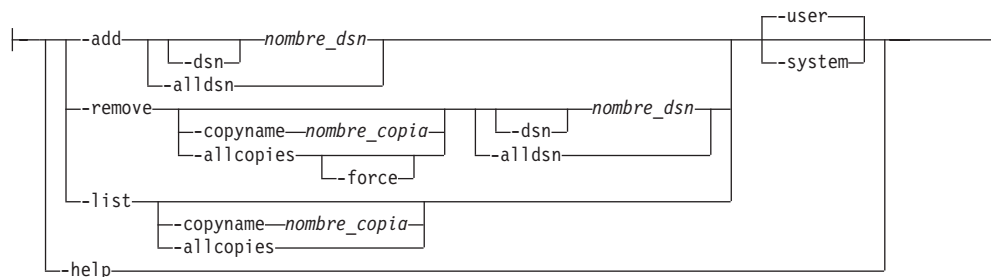 -user
-add -dsn nombre_dsn -system
-alldsn
-remove -copyname nombre_copia -dsn nombre_dsn
-allcopies -force -alldsn
-list -copyname nombre_copia
-allcopies
-help